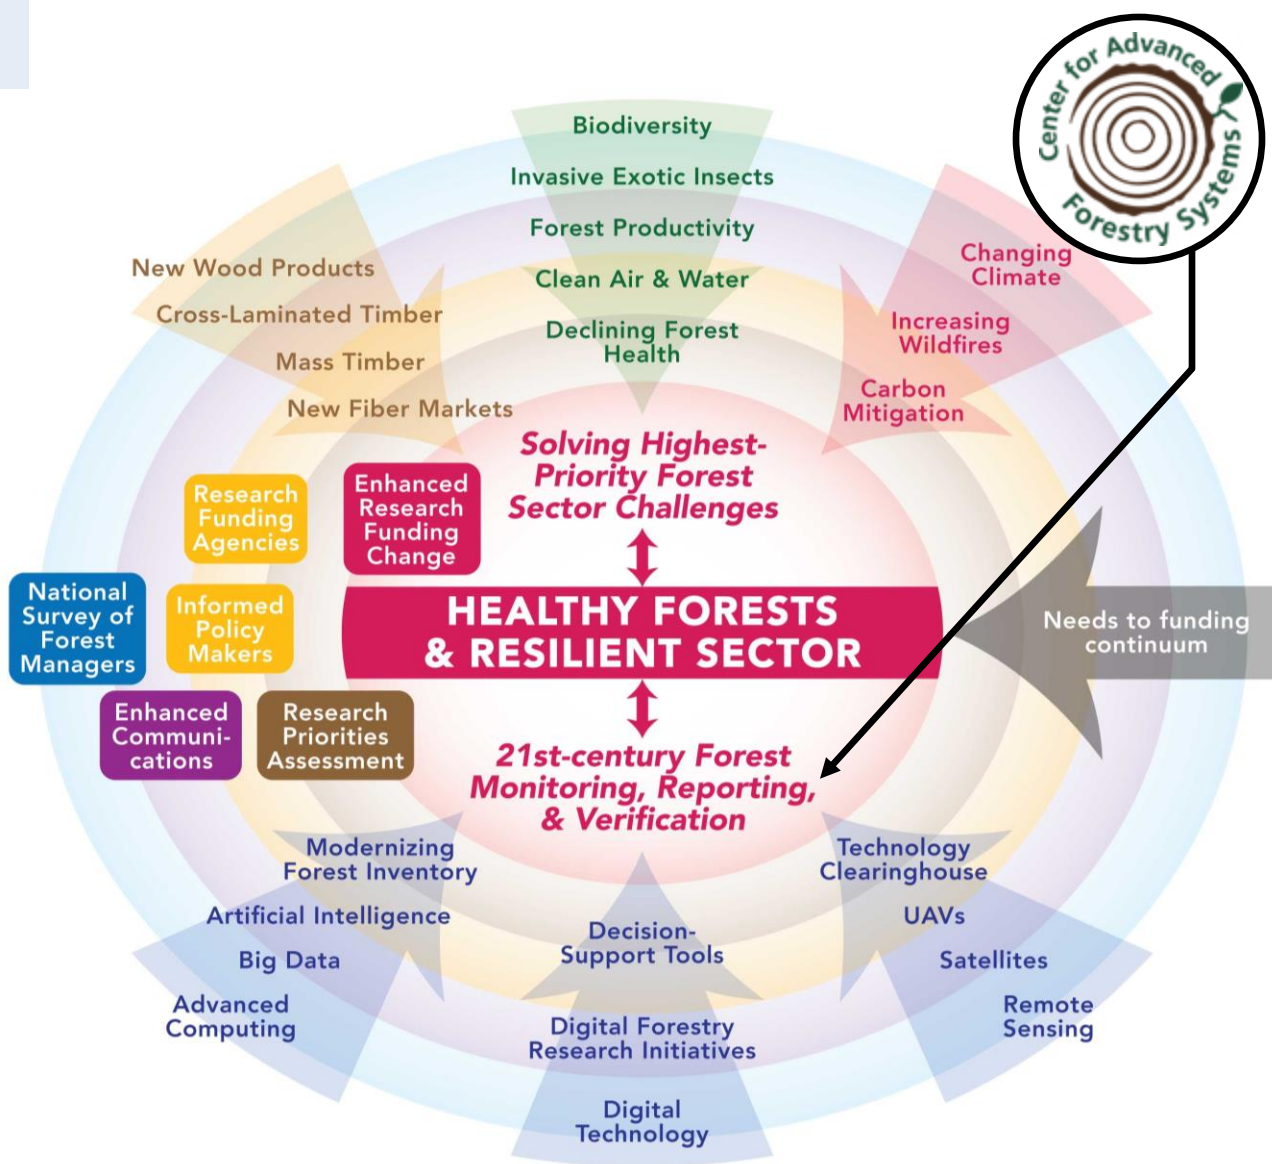 Center for Advanced
Forestry Systems
Biodiversity
Invasive Exotic Insects
Forest Productivity
Clean Air & Water
Declining Forest
Health
New Wood Products
Cross-Laminated Timber
Mass Timber
New Fiber Markets
Changing
Climate
Increasing
Wildfires
Carbon
Mitigation
Solving Highest-
Priority Forest
Sector Challenges
Research
Funding
Agencies
Enhanced
Research
Funding
Change
National
Survey of
Forest
Managers
Informed
Policy
Makers
HEALTHY FORESTS
& RESILIENT SECTOR
Needs to funding
continuum
Enhanced
Communi-
cations
Research
Priorities
Assessment
21st-century Forest
Monitoring, Reporting,
& Verification
Modernizing
Forest Inventory
Artificial Intelligence
Big Data
Advanced
Computing
Decision-
Support Tools
Digital Forestry
Research Initiatives
Digital
Technology
Technology
Clearinghouse
UAVs
Satellites
Remote
Sensing